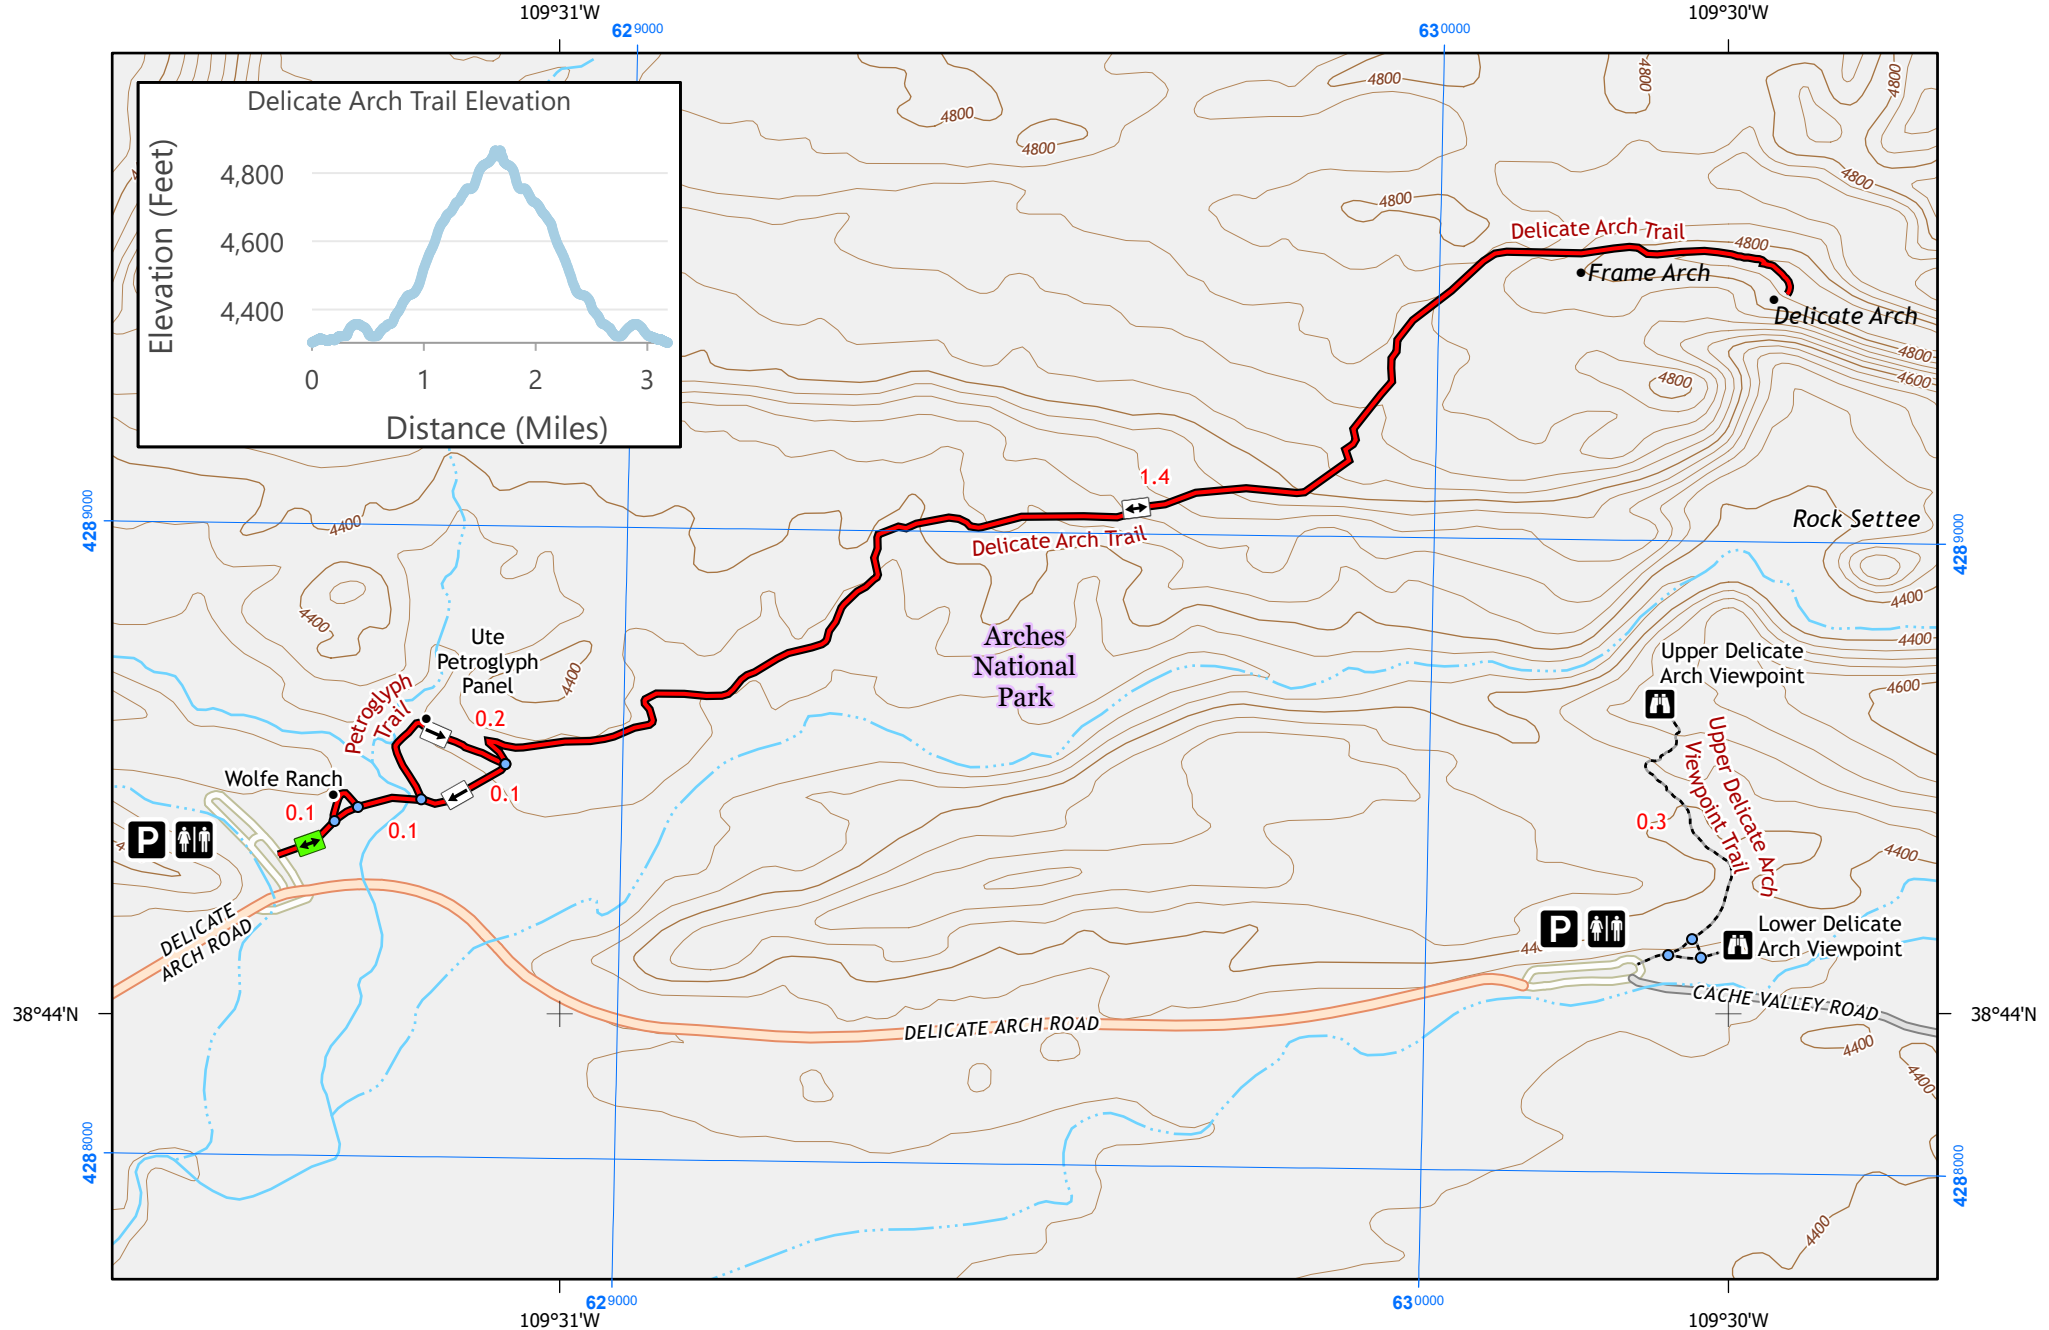 109°31'W
109°30'W
629000
630000
Delicate Arch Trail Elevation
Elevation (Feet)
4,800
4,600
4,400
0
1
2
3
Distance (Miles)
4800
4800
4800
4800
4800
4800
4800
Delicate Arch Trail
4800
Frame Arch
Delicate Arch
4800
4600
4800
1.4
4289000
4289000
4400
Delicate Arch Trail
Rock Settee
4400
4400
4400
4400
4600
Arches
National
Park
Ute
Petroglyph
Panel
Petroglyph
Trail
0.2
Wolfe Ranch
0.1
0.1
0.1
P
Upper Delicate
Arch Viewpoint
Upper Delicate Arch
Viewpoint Trail
0.3
4400
P
Lower Delicate
Arch Viewpoint
DELICATE
ARCH ROAD
DELICATE ARCH ROAD
CACHE VALLEY ROAD
38°44'N
38°44'N
4400
4400
4288000
4288000
4400
629000
630000
109°31'W
109°30'W